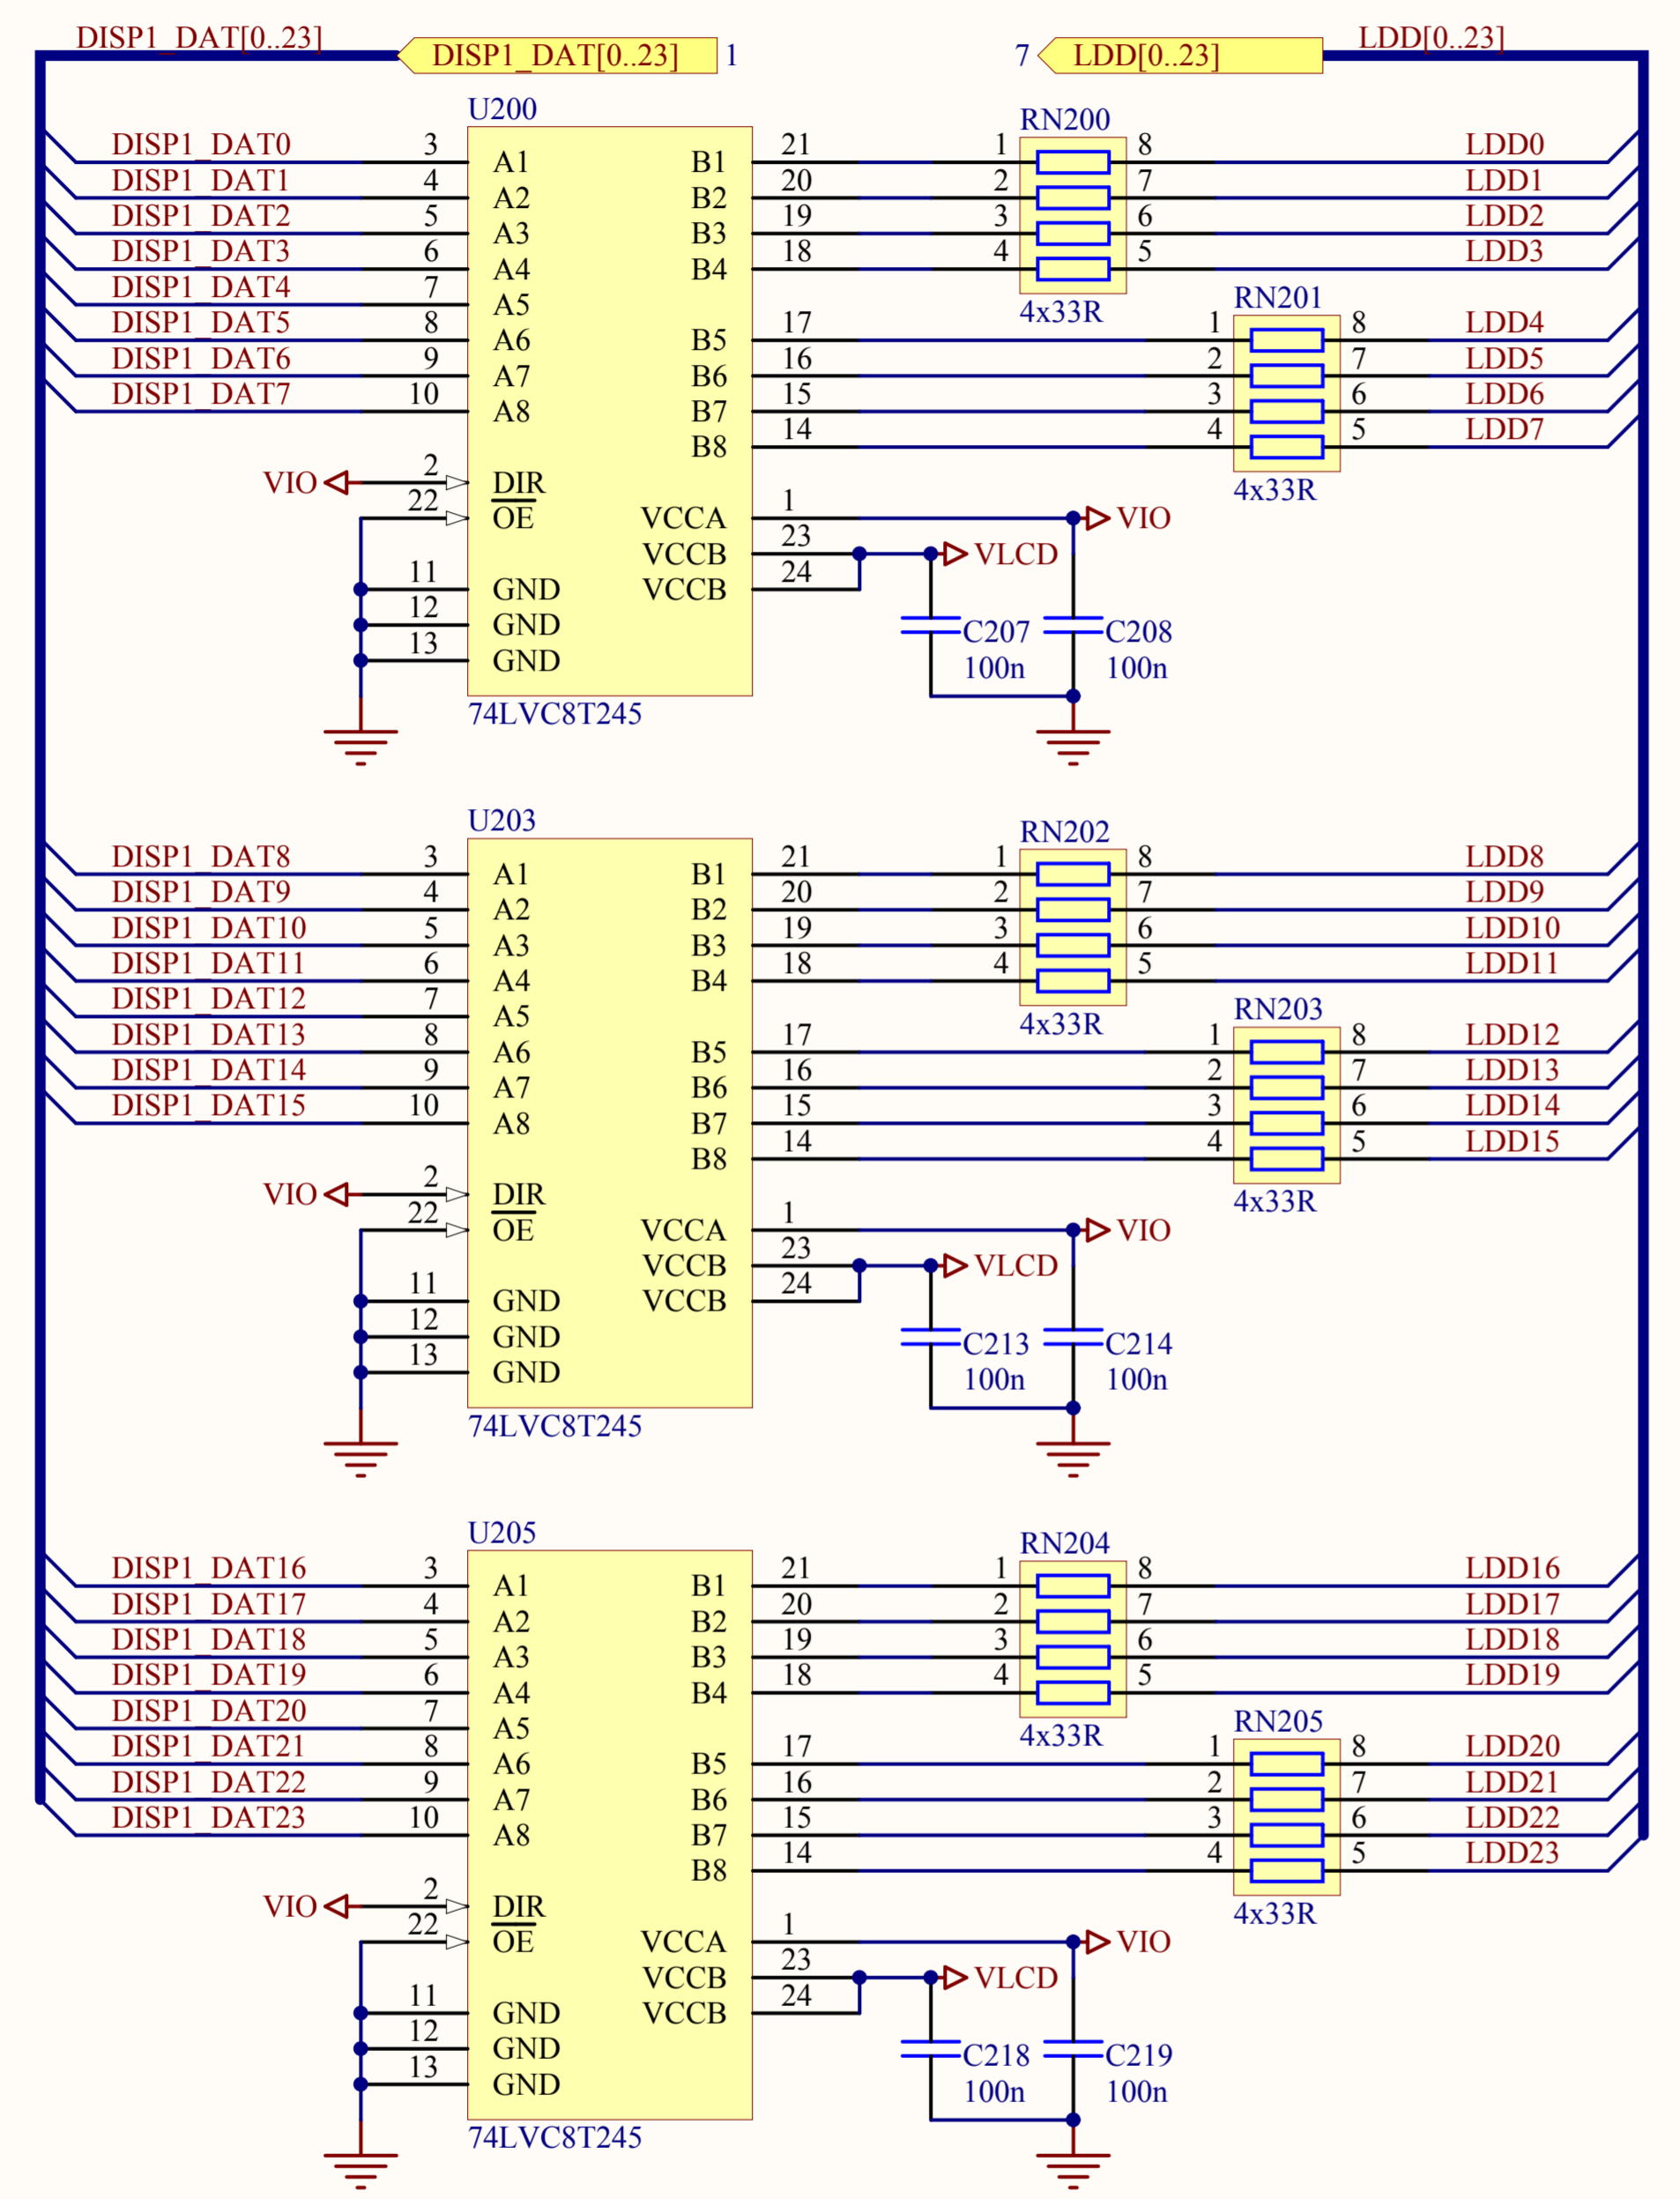 DISP1_DAT[0..23] DISP1_DAT[0..23] 1 7 LDD[0..23] LDD[0..23]
U200
RN200
DISP1_DAT0 3 A1 B1 21 1 8 LDD0
DISP1_DAT1 4 A2 B2 20 2 7 LDD1
DISP1_DAT2 5 A3 B3 19 3 6 LDD2
DISP1_DAT3 6 A4 B4 18 4 5 LDD3
DISP1_DAT4 7 A5
4x33R RN201
DISP1_DAT5 8 A6 B5 17 1 8 LDD4
DISP1_DAT6 9 A7 B6 16 2 7 LDD5
DISP1_DAT7 10 A8 B7 15 3 6 LDD6
B8 14 4 5 LDD7
VIO 2 DIR
4x33R
22 OE VCCA 1 VIO
VCCB 23 VLCD
11 GND VCCB 24
12 GND C207 C208
13 GND 100n 100n
74LVC8T245
U203
RN202
DISP1_DAT8 3 A1 B1 21 1 8 LDD8
DISP1_DAT9 4 A2 B2 20 2 7 LDD9
DISP1_DAT10 5 A3 B3 19 3 6 LDD10
DISP1_DAT11 6 A4 B4 18 4 5 LDD11
DISP1_DAT12 7 A5
4x33R RN203
DISP1_DAT13 8 A6 B5 17 1 8 LDD12
DISP1_DAT14 9 A7 B6 16 2 7 LDD13
DISP1_DAT15 10 A8 B7 15 3 6 LDD14
B8 14 4 5 LDD15
VIO 2 DIR
4x33R
22 OE VCCA 1 VIO
VCCB 23 VLCD
11 GND VCCB 24
12 GND C213 C214
13 GND 100n 100n
74LVC8T245
U205
RN204
DISP1_DAT16 3 A1 B1 21 1 8 LDD16
DISP1_DAT17 4 A2 B2 20 2 7 LDD17
DISP1_DAT18 5 A3 B3 19 3 6 LDD18
DISP1_DAT19 6 A4 B4 18 4 5 LDD19
DISP1_DAT20 7 A5
4x33R RN205
DISP1_DAT21 8 A6 B5 17 1 8 LDD20
DISP1_DAT22 9 A7 B6 16 2 7 LDD21
DISP1_DAT23 10 A8 B7 15 3 6 LDD22
B8 14 4 5 LDD23
VIO 2 DIR
4x33R
22 OE VCCA 1 VIO
VCCB 23 VLCD
11 GND VCCB 24
12 GND C218 C219
13 GND 100n 100n
74LVC8T245